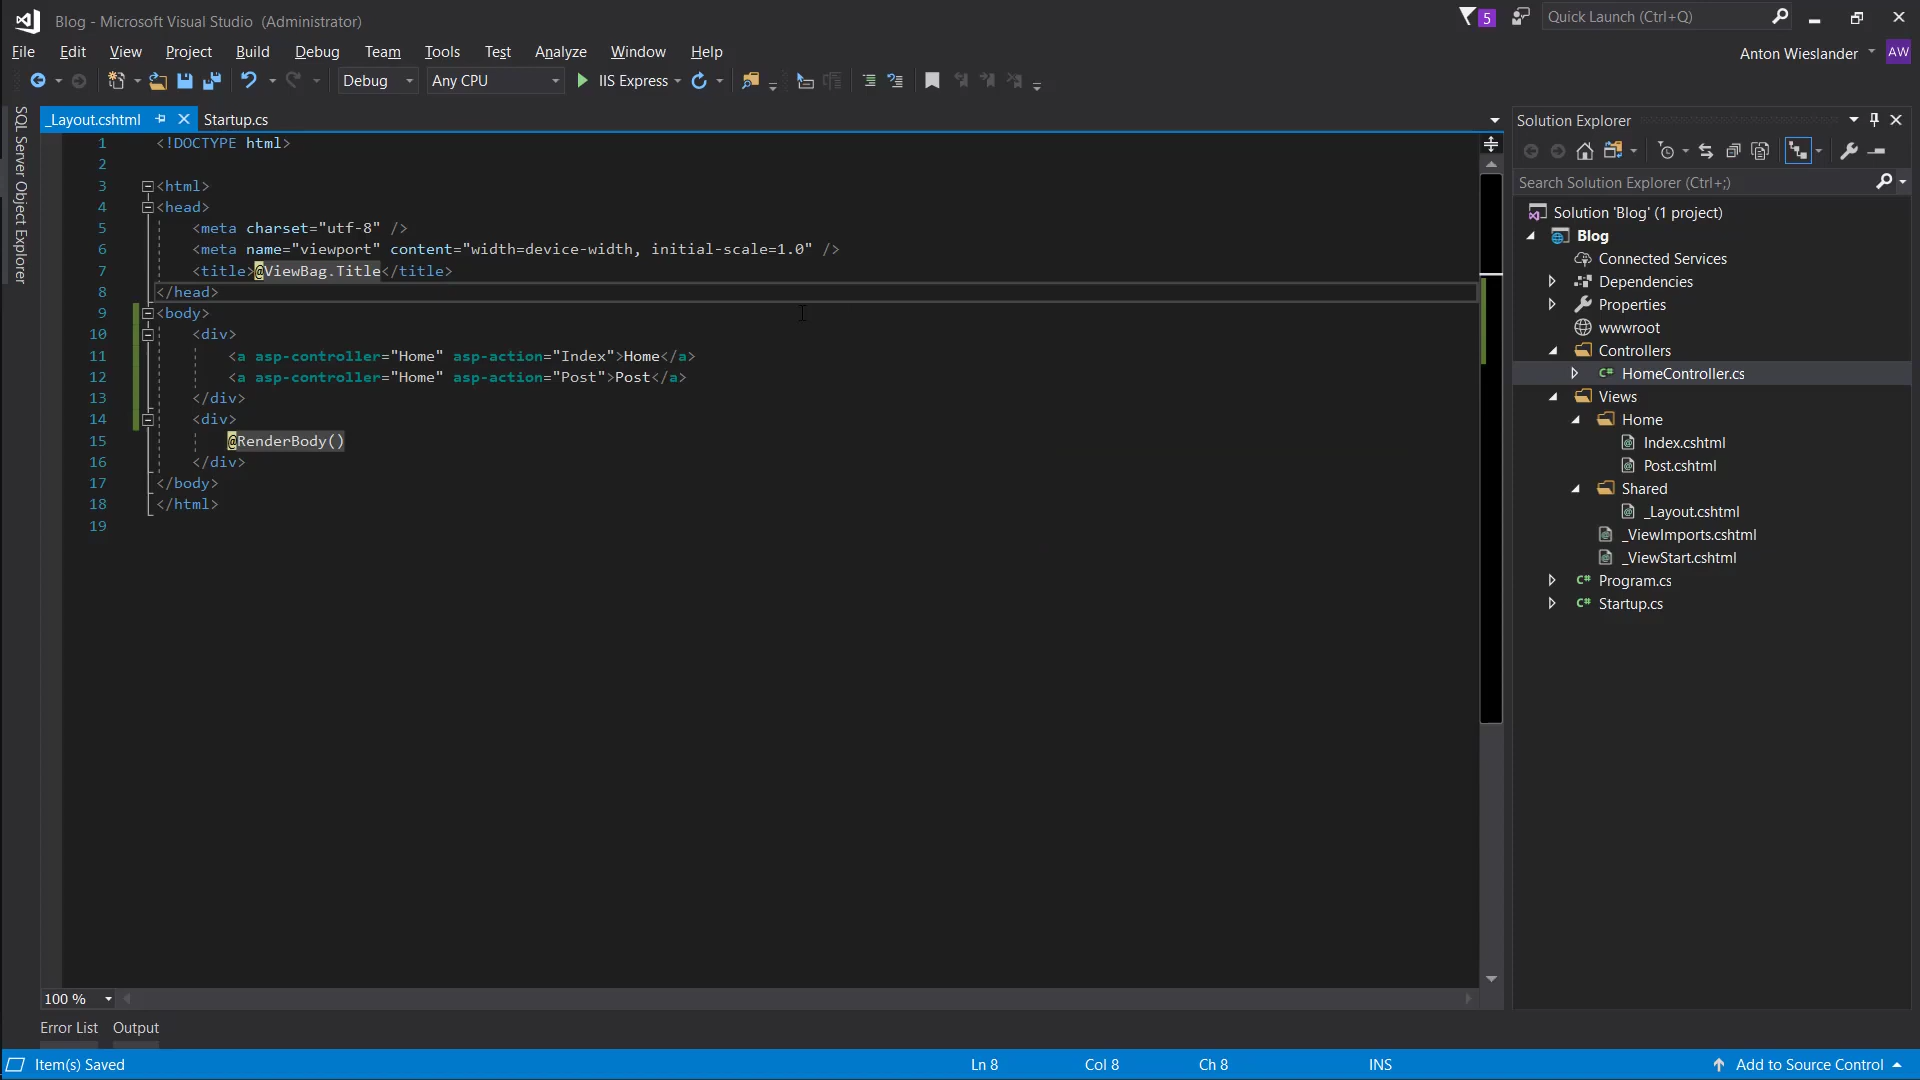 Blog - Microsoft Visual Studio (Administrator)
5
Quick Launch (Ctrl+Q)
File Edit View Project Build Debug Team Tools Test Analyze Window Help
Anton Wieslander AW
Debug Any CPU IIS Express
SQL Server Object Explorer
_Layout.cshtml Startup.cs
1 <!DOCTYPE html>
2
3 <html>
4 <head>
5 <meta charset="utf-8" />
6 <meta name="viewport" content="width=device-width, initial-scale=1.0" />
7 <title>@ViewBag.Title</title>
8 </head>
9 <body>
10 <div>
11 <a asp-controller="Home" asp-action="Index">Home</a>
12 <a asp-controller="Home" asp-action="Post">Post</a>
13 </div>
14 <div>
15 @RenderBody()
16 </div>
17 </body>
18 </html>
19
100 %
Error List Output
Solution Explorer
Search Solution Explorer (Ctrl+;)
Solution 'Blog' (1 project)
Blog
Connected Services
Dependencies
Properties
wwwroot
Controllers
C# HomeController.cs
Views
Home
Index.cshtml
Post.cshtml
Shared
_Layout.cshtml
_ViewImports.cshtml
_ViewStart.cshtml
C# Program.cs
C# Startup.cs
Item(s) Saved Ln 8 Col 8 Ch 8 INS Add to Source Control